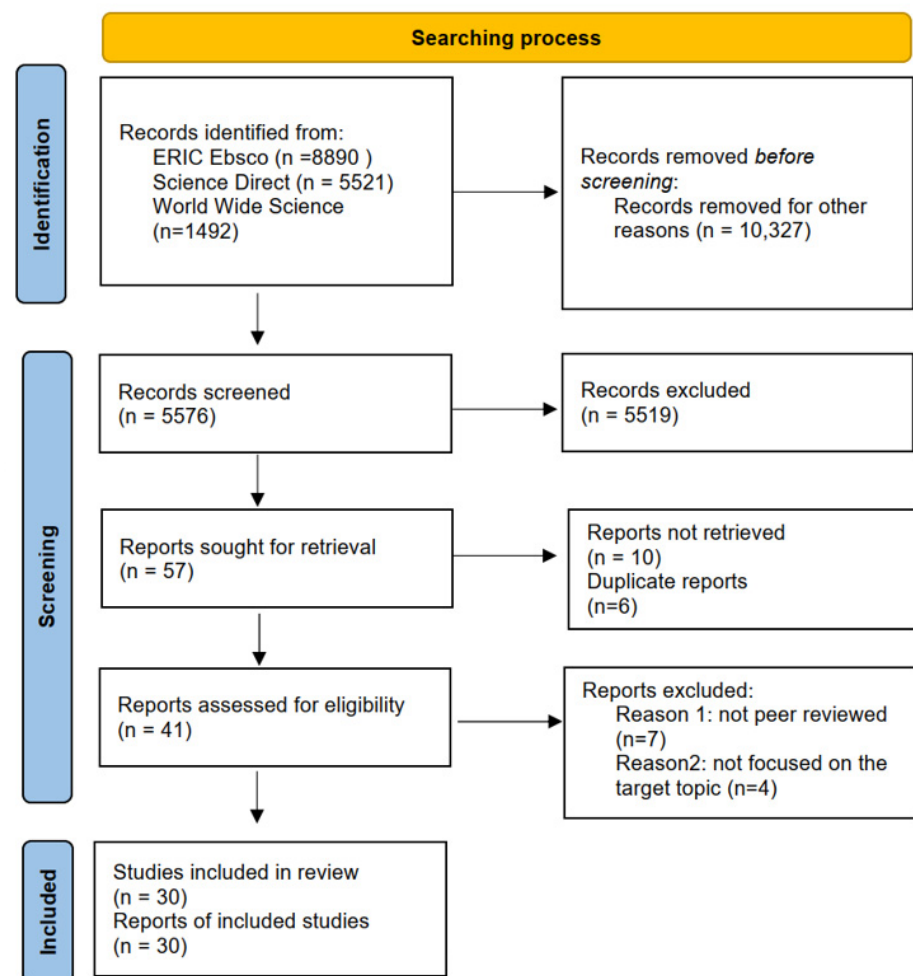 Searching process
Identification
Records identified from:
ERIC Ebsco (n =8890 )
Science Direct (n = 5521)
World Wide Science
(n=1492)
Records removed before
screening:
Records removed for other
reasons (n = 10,327)
Screening
Records screened
(n = 5576)
Records excluded
(n = 5519)
Reports sought for retrieval
(n = 57)
Reports not retrieved
(n = 10)
Duplicate reports
(n=6)
Reports assessed for eligibility
(n = 41)
Reports excluded:
Reason 1: not peer reviewed
(n=7)
Reason2: not focused on the
target topic (n=4)
Included
Studies included in review
(n = 30)
Reports of included studies
(n = 30)